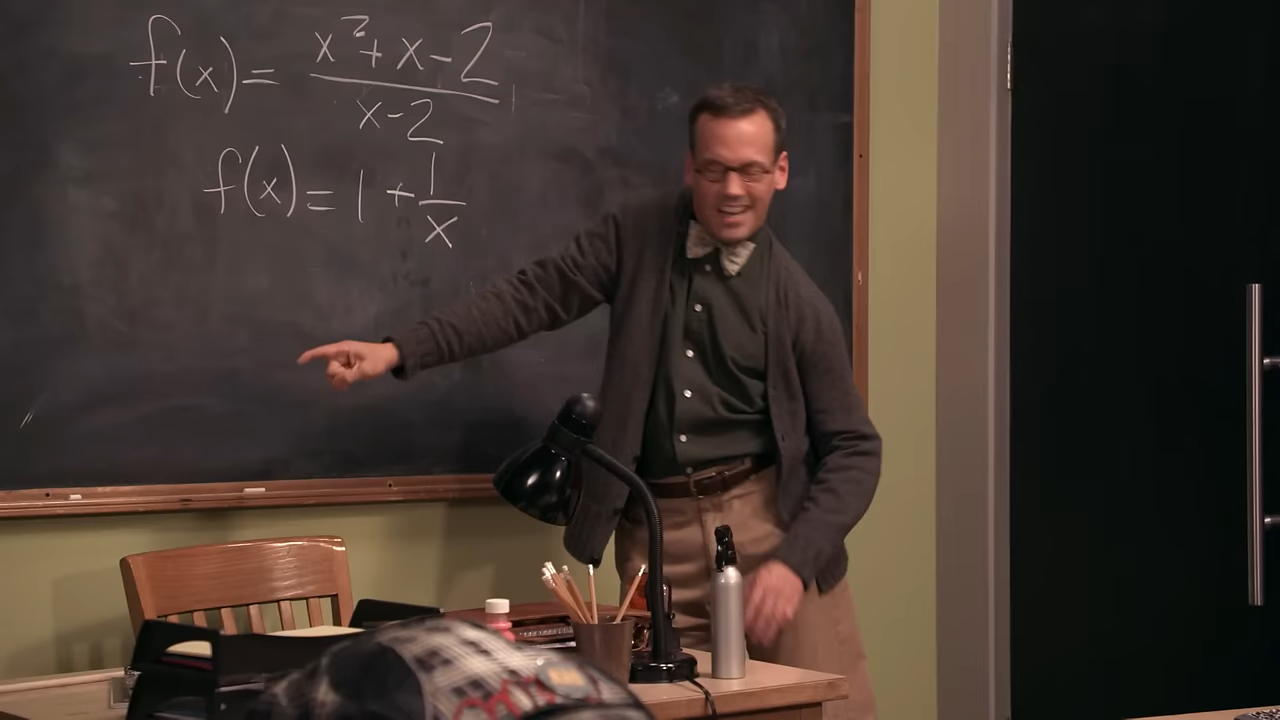 f(x) = x²+x-2 / x-2
f(x) = 1 + 1/x